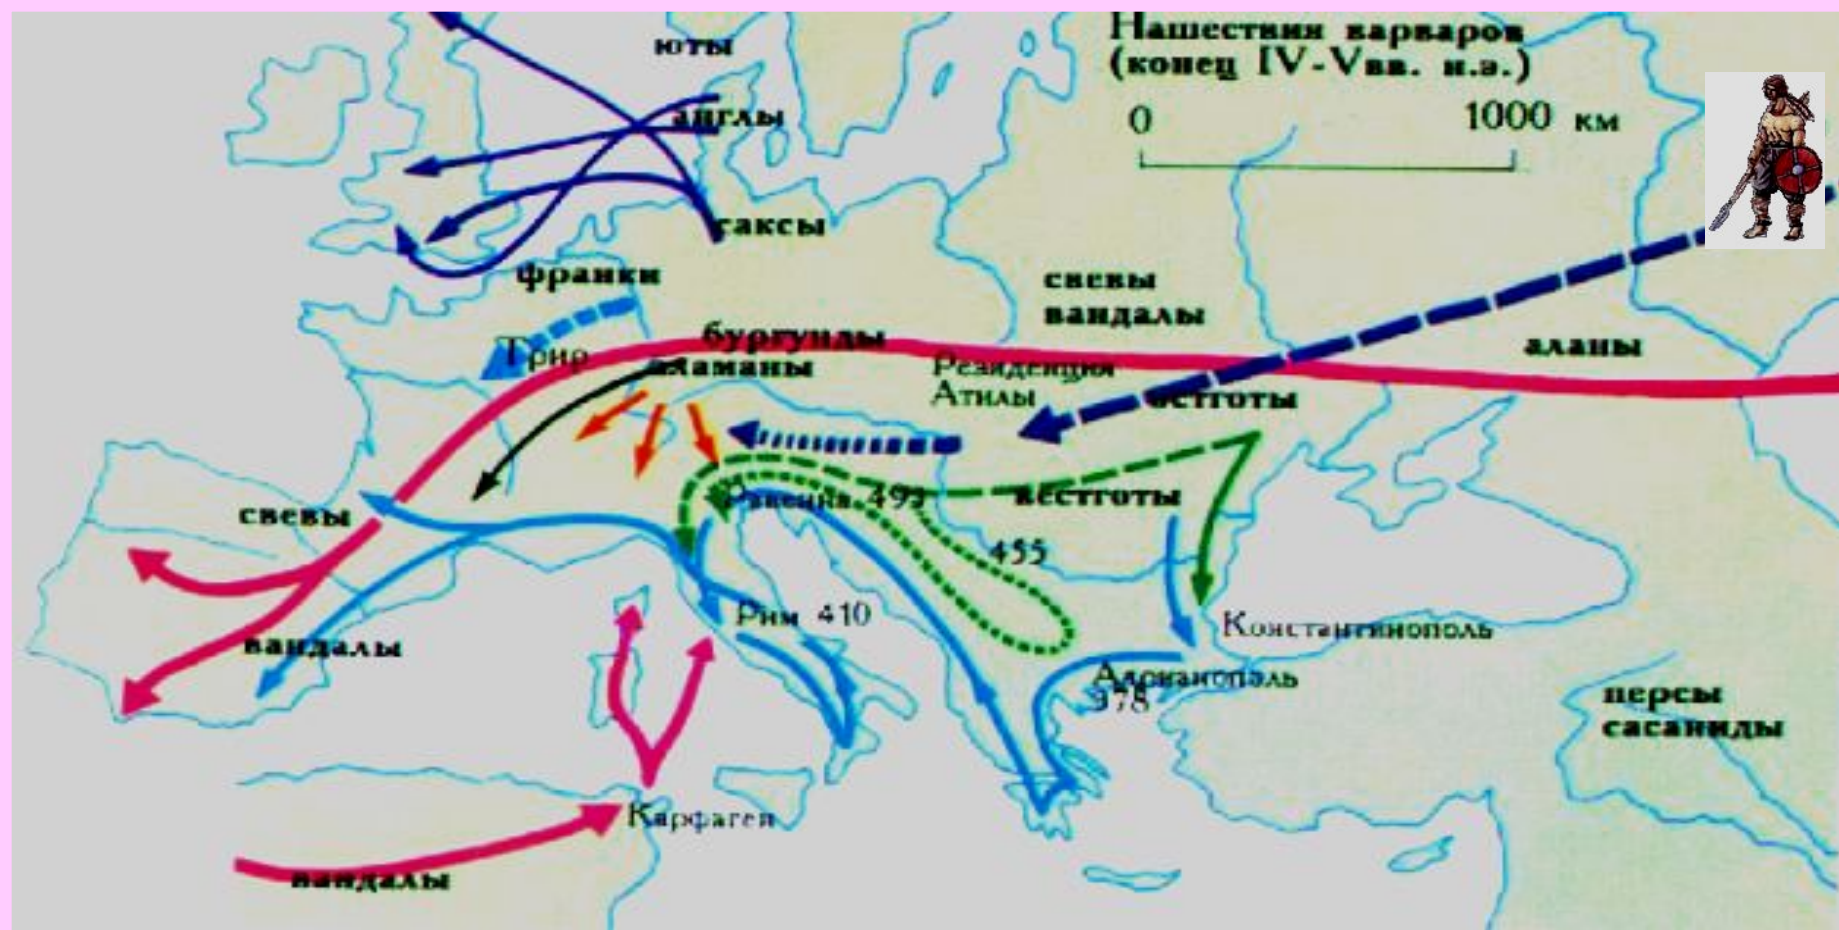 Нашествия варваров
(конец IV-Vвв. н.э.)
0 1000 км
юты
англы
саксы
франки
свевы
вандалы
Трир
бургунды
аламаны
Резиденция
Атилы
аланы
остготы
Равенна 493
вестготы
свевы
455
Рим 410
Константинополь
вандалы
Адрианополь
378
персы
сасаниды
Карфаген
вандалы